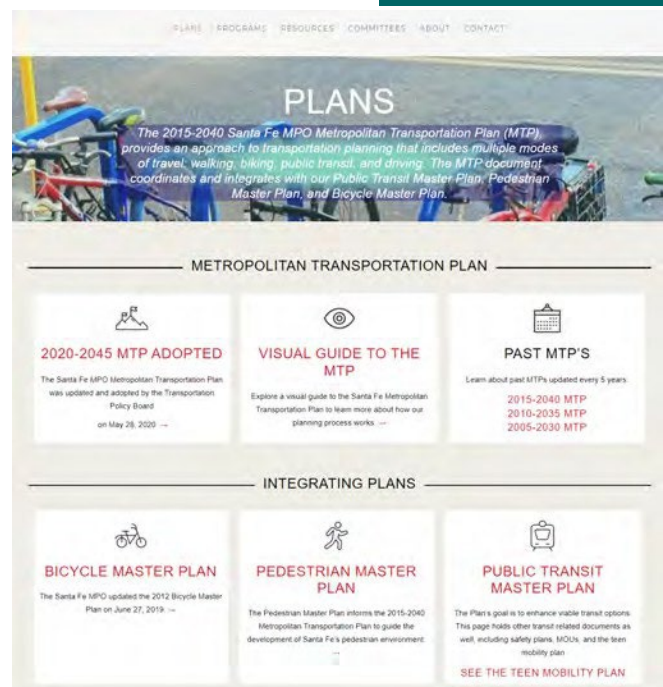 PLANS PROGRAMS RESOURCES COMMITTEES ABOUT CONTACT
PLANS
The 2015-2040 Santa Fe MPO Metropolitan Transportation Plan (MTP),
provides an approach to transportation planning that includes multiple modes
of travel; walking, biking, public transit, and driving. The MTP document
coordinates and integrates with our Public Transit Master Plan, Pedestrian
Master Plan, and Bicycle Master Plan.
METROPOLITAN TRANSPORTATION PLAN
2020-2045 MTP ADOPTED
The Santa Fe MPO Metropolitan Transportation Plan
was updated and adopted by the Transportation
Policy Board
on May 28, 2020 →
VISUAL GUIDE TO THE
MTP
Explore a visual guide to the Santa Fe Metropolitan
Transportation Plan to learn more about how our
planning process works →
PAST MTP'S
Learn about past MTPs updated every 5 years
2015-2040 MTP
2010-2035 MTP
2005-2030 MTP
INTEGRATING PLANS
BICYCLE MASTER PLAN
The Santa Fe MPO updated the 2012 Bicycle Master
Plan on June 27, 2019. →
PEDESTRIAN MASTER
PLAN
The Pedestrian Master Plan informs the 2015-2040
Metropolitan Transportation Plan to guide the
development of Santa Fe's pedestrian environment
→
PUBLIC TRANSIT
MASTER PLAN
The Plan's goal is to enhance viable transit options.
This page holds other transit related documents as
well, including safety plans, MOUs, and the teen
mobility plan
SEE THE TEEN MOBILITY PLAN